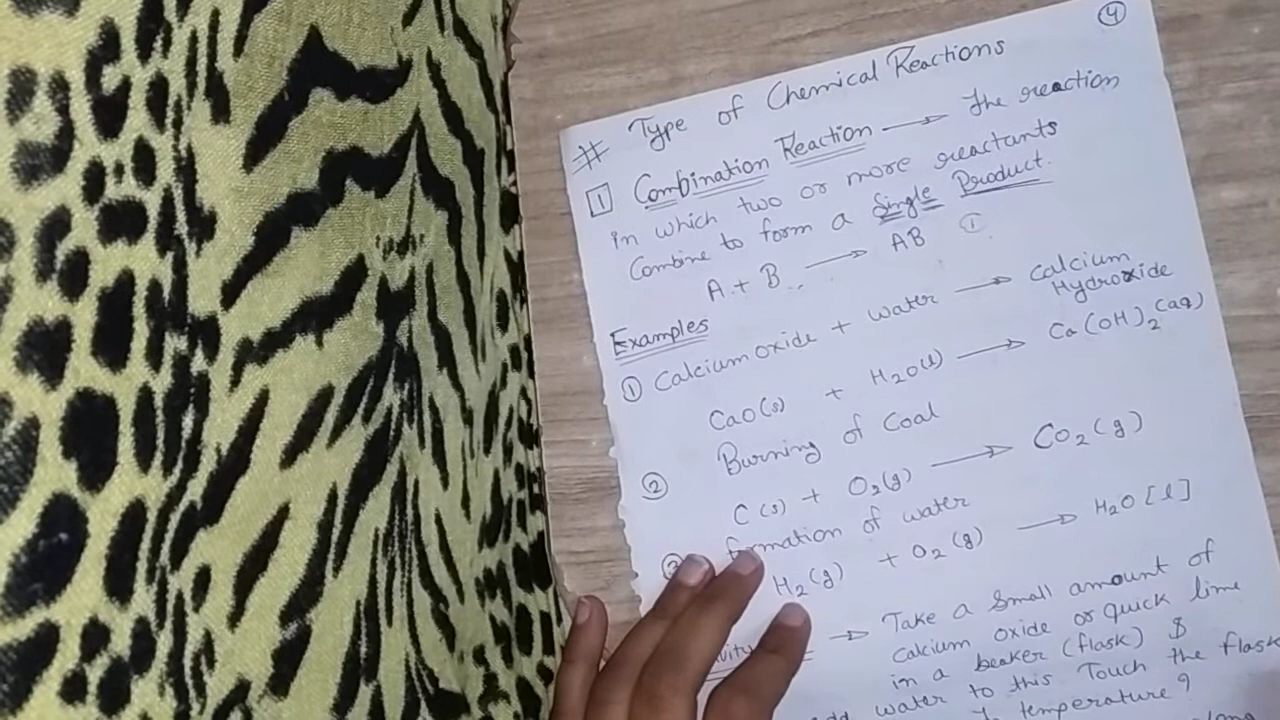 ④
# Type of Chemical Reactions
1 Combination Reaction → The reaction
in which two or more reactants
Combine to form a Single Product.
A + B → AB ①
Examples
① Calcium oxide + water → Calcium Hydroxide
CaO(s) + H2O(l) → Ca(OH)2(aq)
② Burning of Coal
C(s) + O2(g) → CO2(g)
formation of water
H2(g) + O2(g) → H2O[l]
→ Take a small amount of
calcium oxide or quick lime
in a beaker (flask) $
water to this Touch the flask
temperature ?